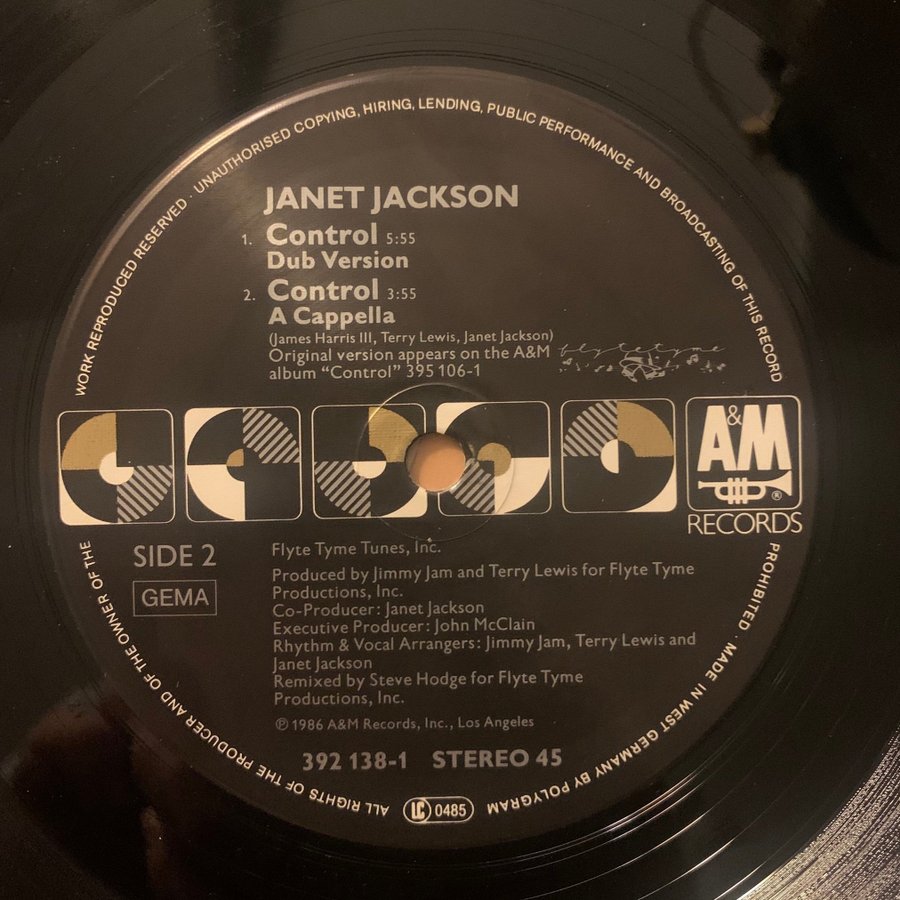 WORK REPRODUCED RESERVED · UNAUTHORISED COPYING, HIRING, LENDING, PUBLIC PERFORMANCE AND BROADCASTING OF THIS RECORD
JANET JACKSON
1. Control 5:55
Dub Version
2. Control 3:55
A Cappella
(James Harris III, Terry Lewis, Janet Jackson)
Original version appears on the A&M
album "Control" 395 106-1
flytetyme
A&M
®
RECORDS
SIDE 2
GEMA
Flyte Tyme Tunes, Inc.
Produced by Jimmy Jam and Terry Lewis for Flyte Tyme
Productions, Inc.
Co-Producer: Janet Jackson
Executive Producer: John McClain
Rhythm & Vocal Arrangers: Jimmy Jam, Terry Lewis and
Janet Jackson
Remixed by Steve Hodge for Flyte Tyme
Productions, Inc.
℗ 1986 A&M Records, Inc., Los Angeles
392 138-1 STEREO 45
PROHIBITED · MADE IN WEST GERMANY BY POLYGRAM
LC 0485
ALL RIGHTS OF THE PRODUCER AND OF THE OWNER OF THE